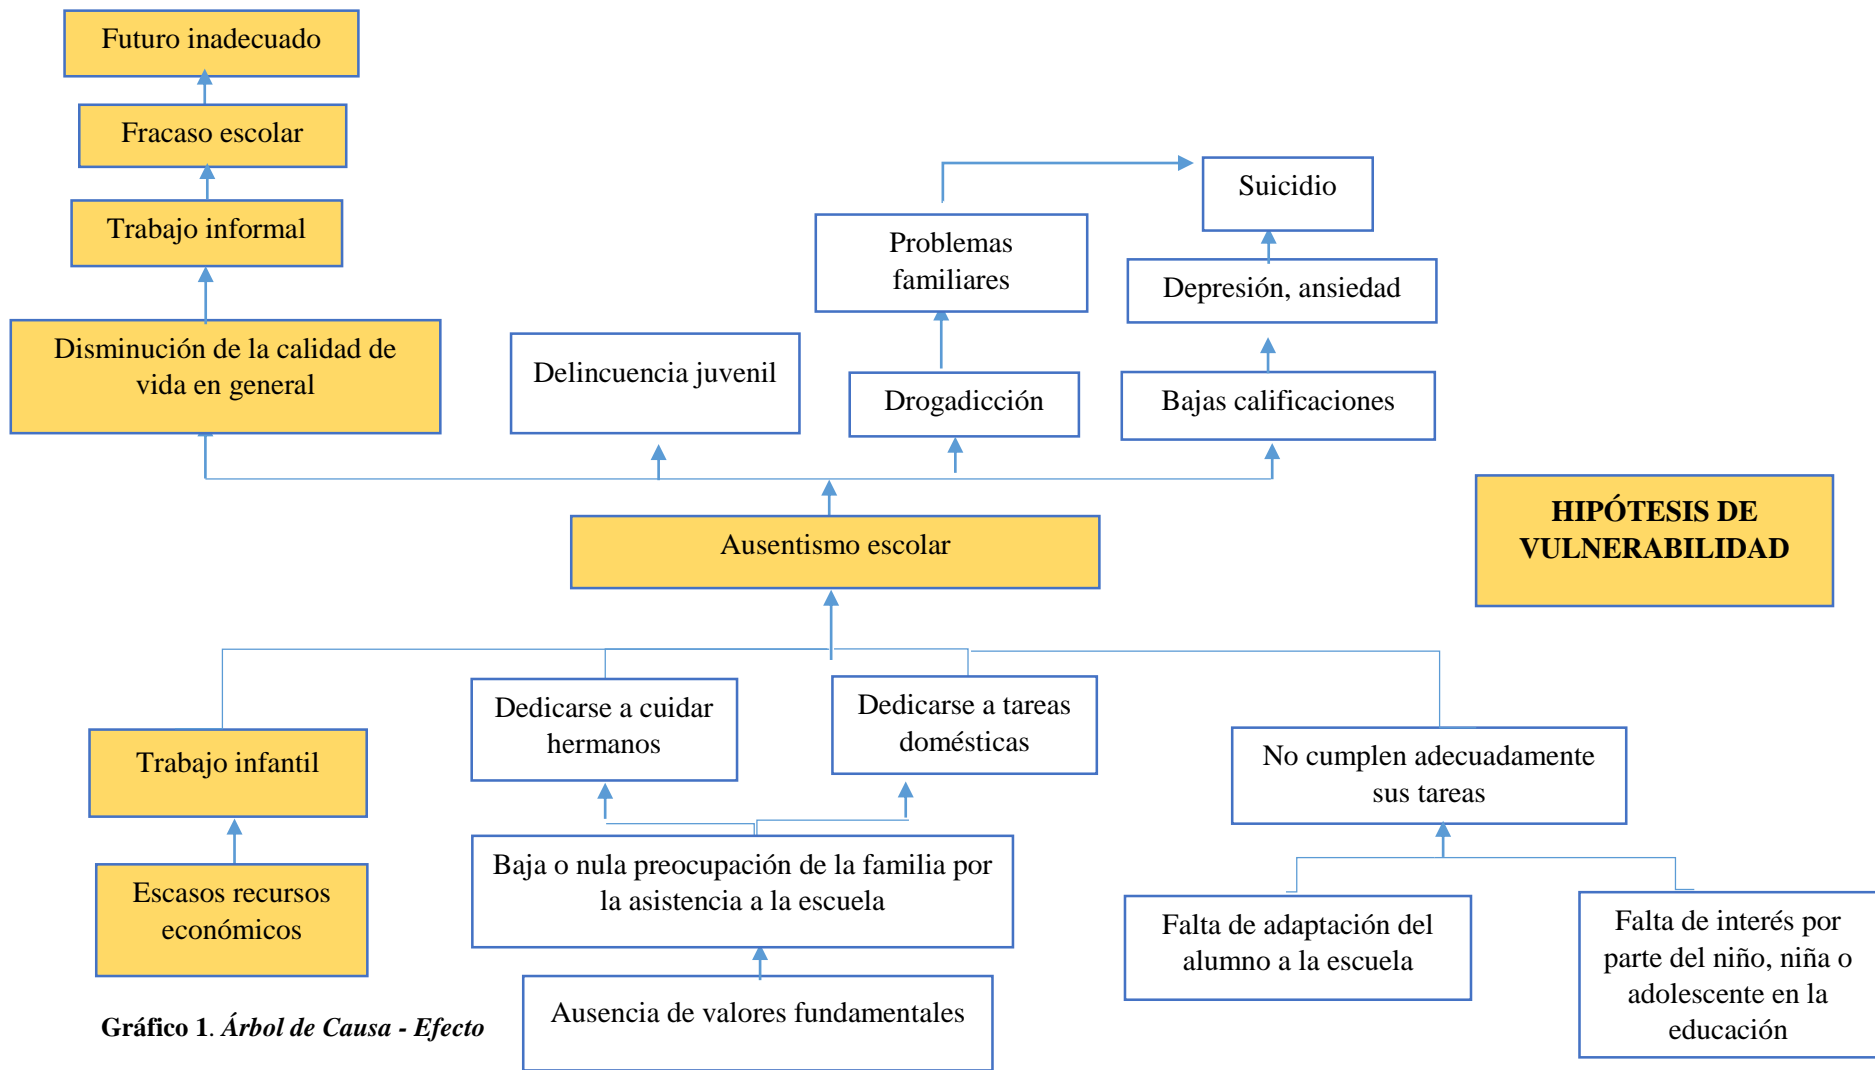 Futuro inadecuado
Fracaso escolar
Trabajo informal
Disminución de la calidad de
vida en general
Delincuencia juvenil
Problemas
familiares
Drogadicción
Suicidio
Depresión, ansiedad
Bajas calificaciones
HIPÓTESIS DE
VULNERABILIDAD
Ausentismo escolar
Trabajo infantil
Escasos recursos
económicos
Dedicarse a cuidar
hermanos
Dedicarse a tareas
domésticas
Baja o nula preocupación de la familia por
la asistencia a la escuela
Ausencia de valores fundamentales
No cumplen adecuadamente
sus tareas
Falta de adaptación del
alumno a la escuela
Falta de interés por
parte del niño, niña o
adolescente en la
educación
Gráfico 1. Árbol de Causa - Efecto